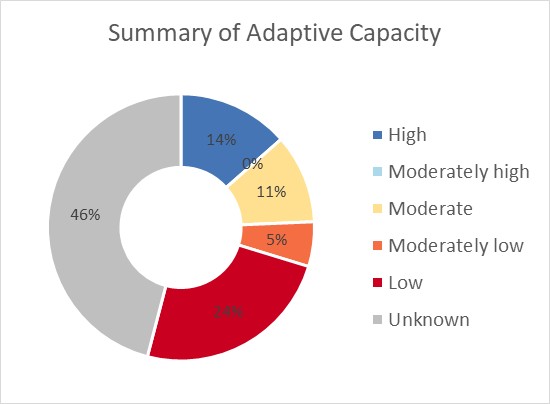 Summary of Adaptive Capacity
14%
0%
11%
5%
24%
46%
High
Moderately high
Moderate
Moderately low
Low
Unknown